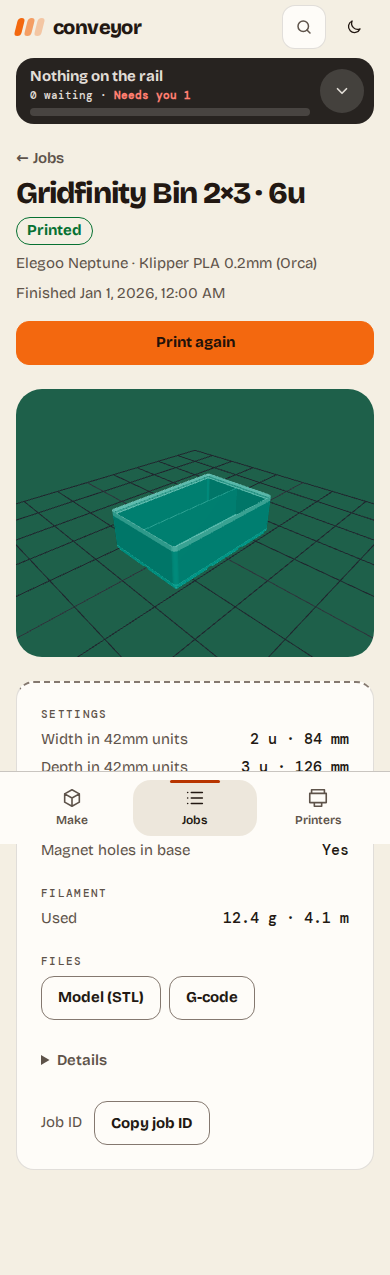 conveyor
Nothing on the rail
0 waiting · Needs you 1
← Jobs
Gridfinity Bin 2×3 · 6u
Printed
Elegoo Neptune · Klipper PLA 0.2mm (Orca)
Finished Jan 1, 2026, 12:00 AM
Print again
SETTINGS
Width in 42mm units 2 u · 84 mm
Depth in 42mm units 3 u · 126 mm
Make Jobs Printers
Magnet holes in base Yes
FILAMENT
Used 12.4 g · 4.1 m
FILES
Model (STL) G-code
Details
Job ID Copy job ID